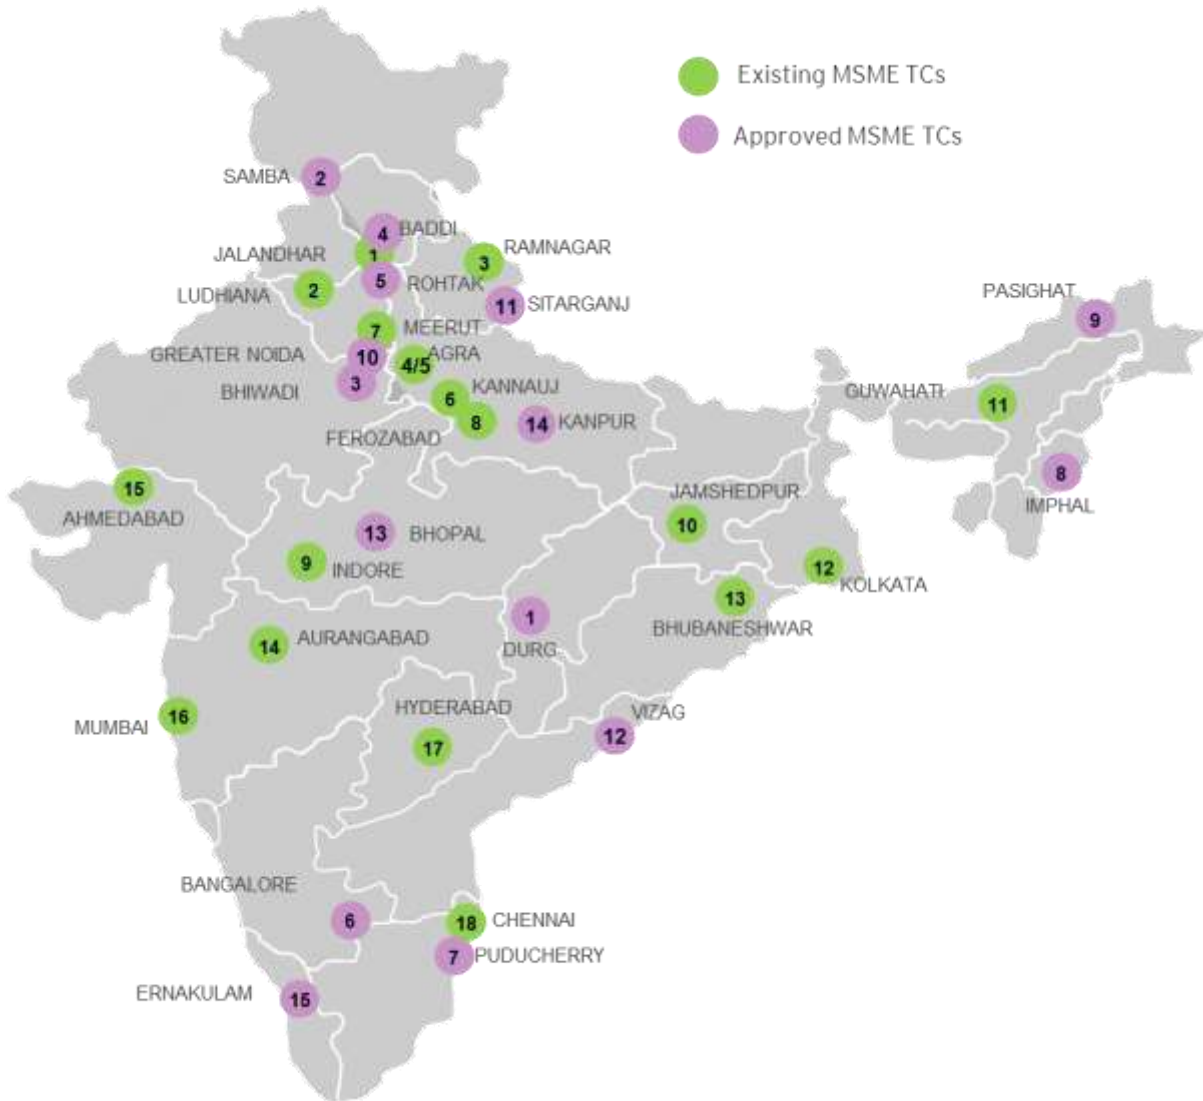 Existing MSME TCs
Approved MSME TCs
SAMBA 2
4 BADDI
JALANDHAR 1
3 RAMNAGAR
5 ROHTAK
LUDHIANA 2
11 SITARGANJ
PASIGHAT 9
7 MEERUT
GREATER NOIDA 10
4/5 AGRA
BHIWADI 3
6 KANNAUJ
GUWAHATI 11
FEROZABAD 8
14 KANPUR
15
AHMEDABAD
JAMSHEDPUR
10
8
IMPHAL
13 BHOPAL
9 INDORE
12
KOLKATA
13
BHUBANESHWAR
1
DURG
14 AURANGABAD
MUMBAI 16
HYDERABAD
17
VIZAG
12
BANGALORE
6
18 CHENNAI
7 PUDUCHERRY
ERNAKULAM 15